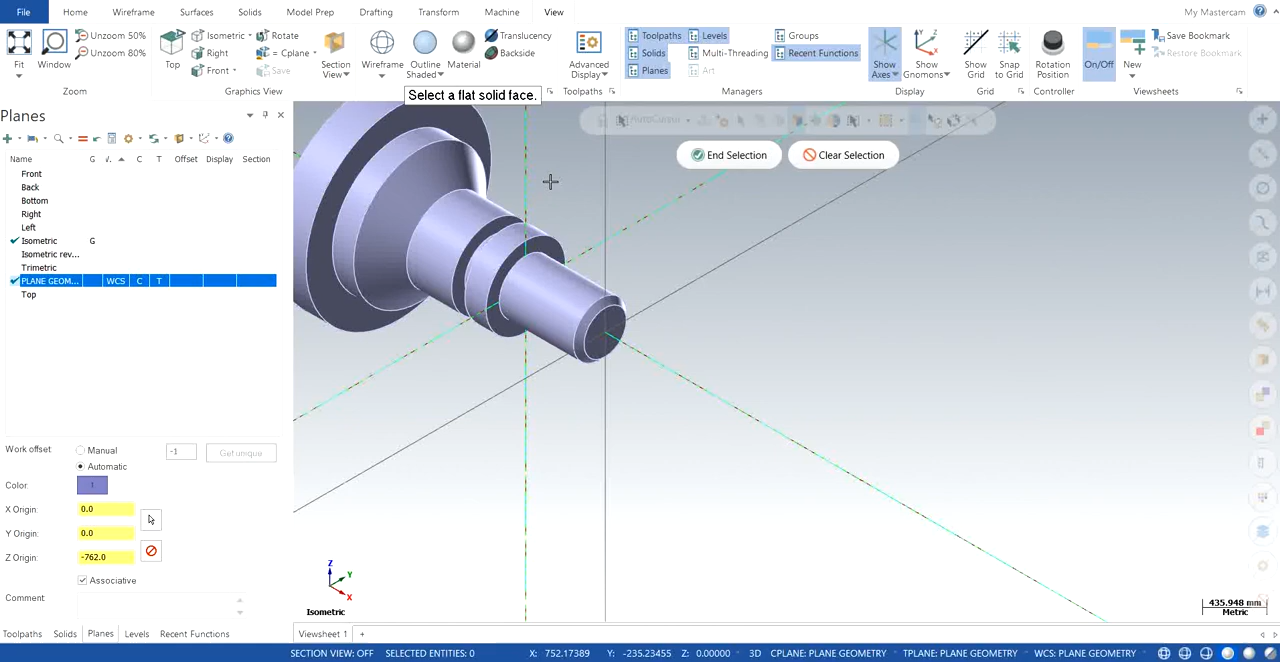 File Home Wireframe Surfaces Solids Model Prep Drafting Transform Machine View My Mastercam
Fit Window Unzoom 50% Unzoom 80% Top Isometric Right Front Rotate = Cplane Save Section View Wireframe Outline Shaded Material Translucency Backside Advanced Display Toolpaths Solids Planes Levels Multi-Threading Art Groups Recent Functions Show Axes Show Gnomons Show Grid Snap to Grid Rotation Position On/Off New Save Bookmark Restore Bookmark
Zoom Graphics View Toolpaths Managers Display Grid Controller Viewsheets
Select a flat solid face.
AutoCursor
End Selection Clear Selection
Planes
Name G C T Offset Display Section
Front
Back
Bottom
Right
Left
Isometric G
Isometric rev...
Trimetric
PLANE GEOM... WCS C T
Top
Work offset Manual -1 Get unique
Automatic
Color: 1
X Origin: 0.0
Y Origin: 0.0
Z Origin: -762.0
Associative
Comment:
Z
Y
X
Isometric
435.948 mm
Metric
Toolpaths Solids Planes Levels Recent Functions Viewsheet 1 +
SECTION VIEW: OFF SELECTED ENTITIES: 0 X: 752.17389 Y: -235.23455 Z: 0.00000 3D CPLANE: PLANE GEOMETRY TPLANE: PLANE GEOMETRY WCS: PLANE GEOMETRY